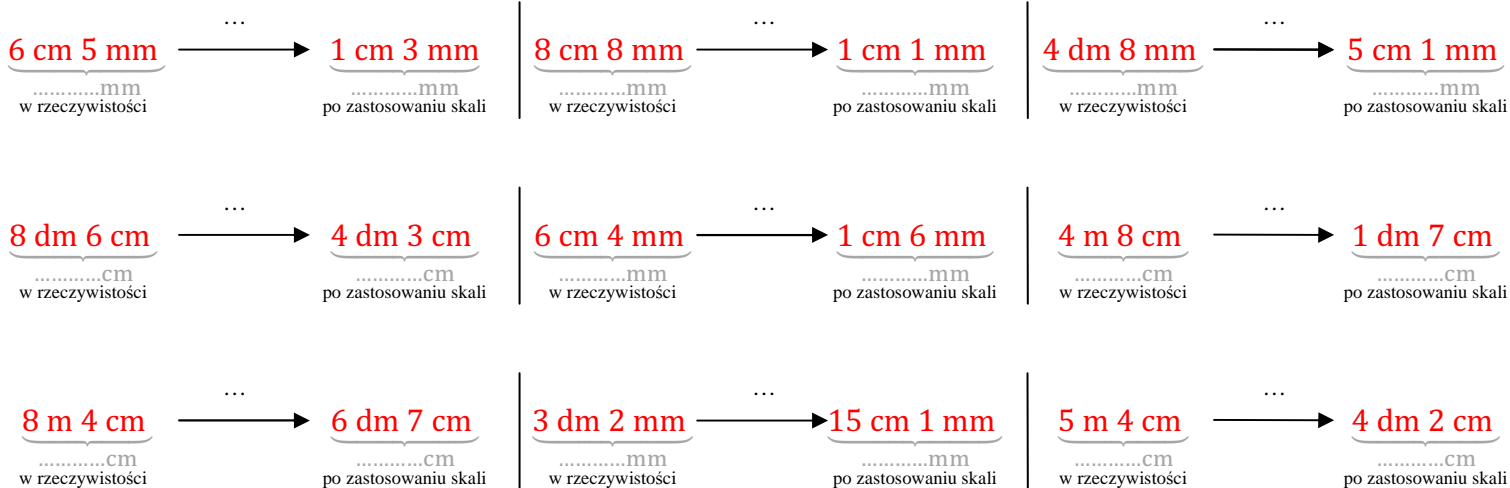 … … …
6 cm 5 mm 1 cm 3 mm 8 cm 8 mm 1 cm 1 mm 4 dm 8 mm 5 cm 1 mm
............mm ............mm ............mm ............mm ............mm ............mm
w rzeczywistości po zastosowaniu skali w rzeczywistości po zastosowaniu skali w rzeczywistości po zastosowaniu skali
… … …
8 dm 6 cm 4 dm 3 cm 6 cm 4 mm 1 cm 6 mm 4 m 8 cm 1 dm 7 cm
............cm ............cm ............mm ............mm ............cm ............cm
w rzeczywistości po zastosowaniu skali w rzeczywistości po zastosowaniu skali w rzeczywistości po zastosowaniu skali
… … …
8 m 4 cm 6 dm 7 cm 3 dm 2 mm 15 cm 1 mm 5 m 4 cm 4 dm 2 cm
............cm ............cm ............mm ............mm ............cm ............cm
w rzeczywistości po zastosowaniu skali w rzeczywistości po zastosowaniu skali w rzeczywistości po zastosowaniu skali